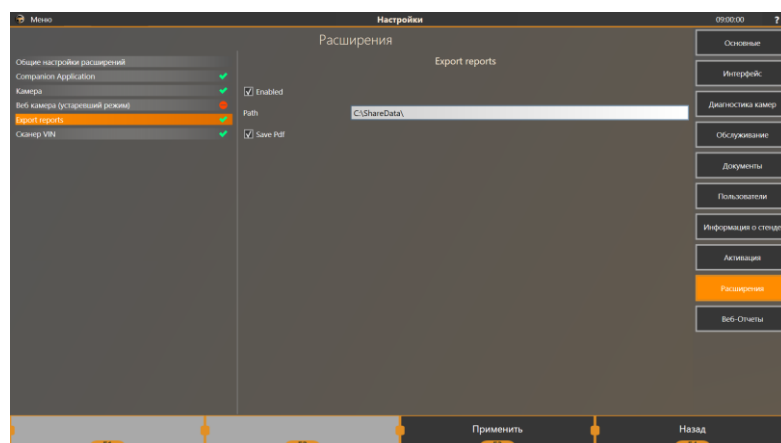 Меню
Настройки
09:00:00 ?
Расширения
Общие настройки расширений
Companion Application
Камера
Веб камера (устаревший режим)
Export reports
Сканер VIN
Export reports
Enabled
Path C:\ShareData\
Save Pdf
Основные
Интерфейс
Диагностика камер
Обслуживание
Документы
Пользователи
Информация о стенде
Активация
Расширения
Веб-Отчеты
Применить
Назад